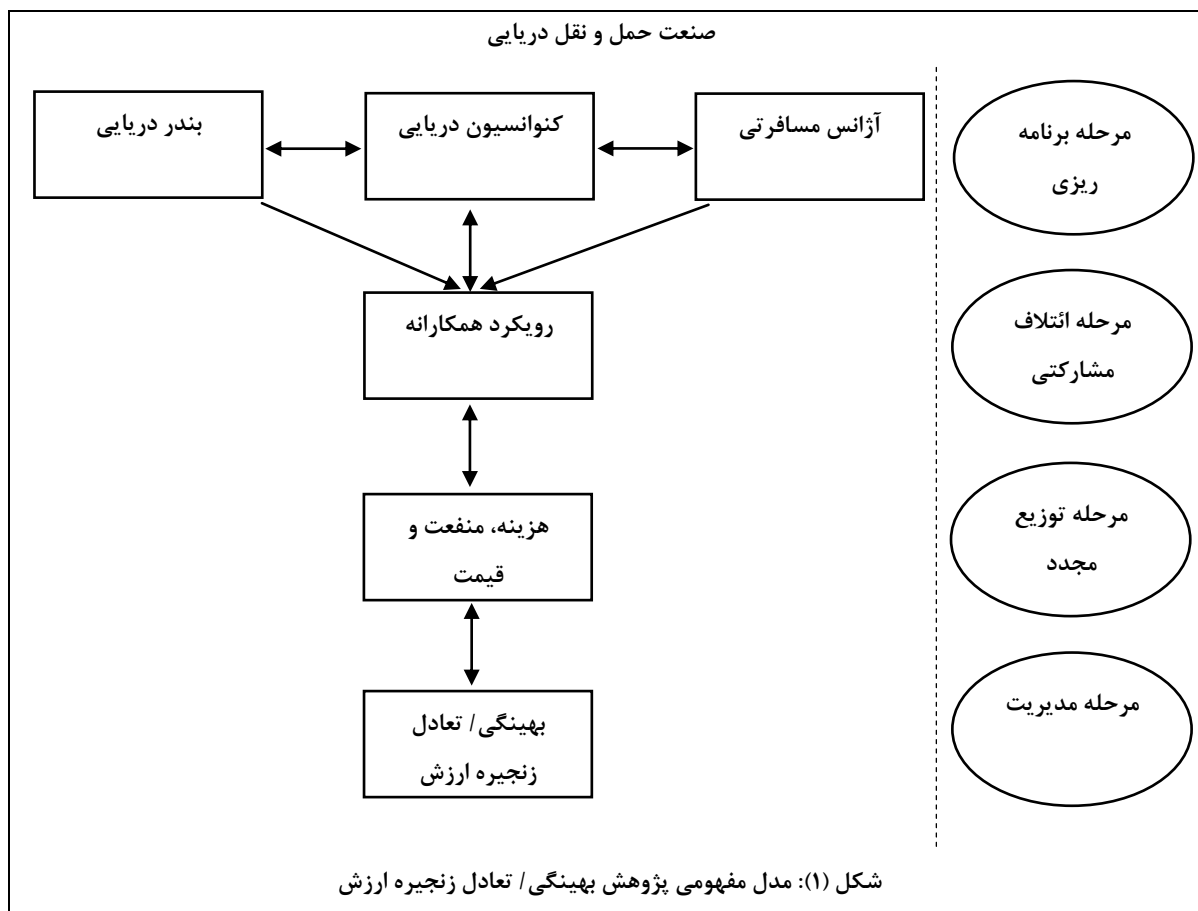 صنعت حمل و نقل دریایی
آژانس مسافرتی
کنوانسیون دریایی
بندر دریایی
مرحله برنامه
ریزی
رویکرد همکارانه
مرحله ائتلاف
مشارکتی
هزینه، منفعت و
قیمت
مرحله توزیع
مجدد
بهینگی/ تعادل
زنجیره ارزش
مرحله مدیریت
شکل (۱): مدل مفهومی پژوهش بهینگی/ تعادل زنجیره ارزش